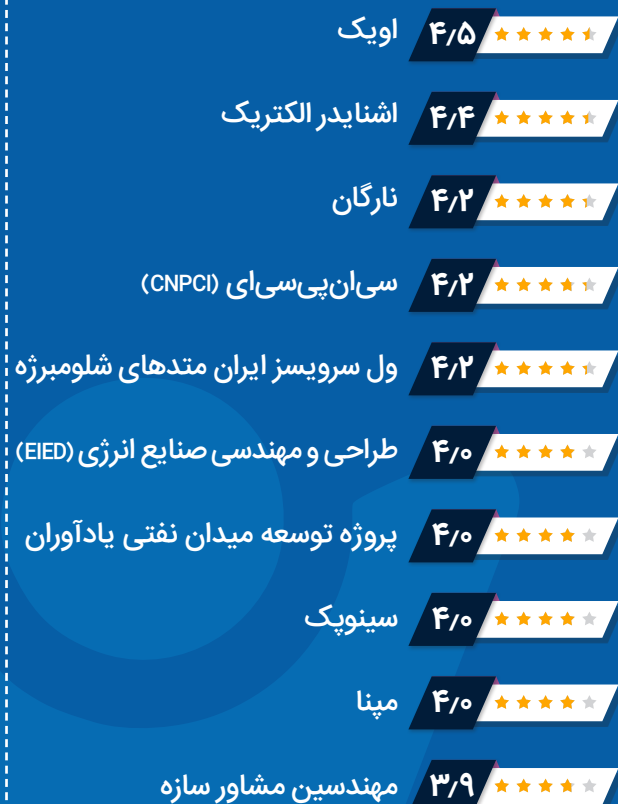 ۴٫۵ اویک
۴٫۴ اشنایدر الکتریک
۴٫۲ نارگان
۴٫۲ سی‌ان‌پی‌سی‌ای (CNPCI)
۴٫۲ ول سرویسز ایران متدهای شلومبرژه
۴٫۰ طراحی و مهندسی صنایع انرژی (EIED)
۴٫۰ پروژه توسعه میدان نفتی یادآوران
۴٫۰ سینوپک
۴٫۰ مپنا
۳٫۹ مهندسین مشاور سازه